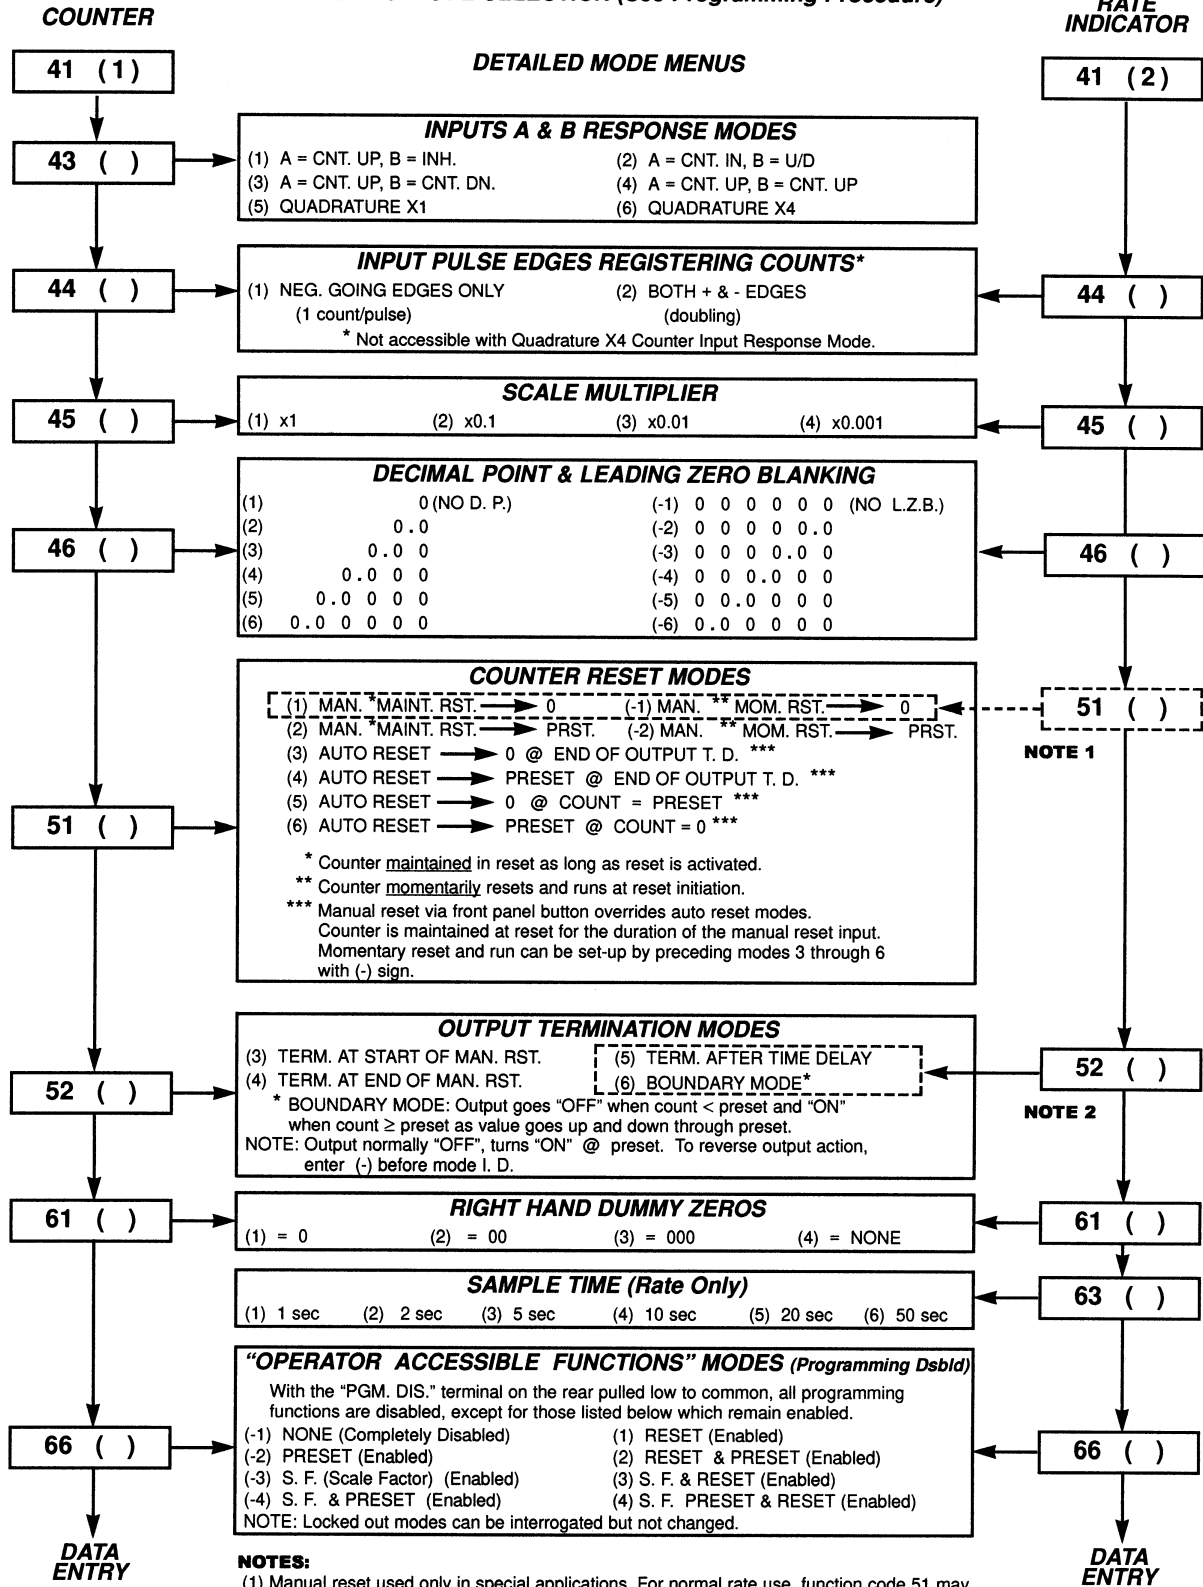 SELECTION (See Programming Procedure)
COUNTER
RATE
INDICATOR
41 (1)
DETAILED MODE MENUS
41 (2)
INPUTS A & B RESPONSE MODES
43 ( )
(1) A = CNT. UP, B = INH. (2) A = CNT. IN, B = U/D
(3) A = CNT. UP, B = CNT. DN. (4) A = CNT. UP, B = CNT. UP
(5) QUADRATURE X1 (6) QUADRATURE X4
INPUT PULSE EDGES REGISTERING COUNTS*
44 ( )
(1) NEG. GOING EDGES ONLY (2) BOTH + & - EDGES
44 ( )
(1 count/pulse) (doubling)
* Not accessible with Quadrature X4 Counter Input Response Mode.
SCALE MULTIPLIER
45 ( )
(1) x1 (2) x0.1 (3) x0.01 (4) x0.001
45 ( )
DECIMAL POINT & LEADING ZERO BLANKING
(1) 0 (NO D. P.) (-1) 0 0 0 0 0 0 (NO L.Z.B.)
(2) 0.0 (-2) 0 0 0 0 0.0
46 ( )
(3) 0.0 0 (-3) 0 0 0 0.0 0
46 ( )
(4) 0.0 0 0 (-4) 0 0 0.0 0 0
(5) 0.0 0 0 0 (-5) 0 0.0 0 0 0
(6) 0.0 0 0 0 0 (-6) 0.0 0 0 0 0
COUNTER RESET MODES
(1) MAN. *MAINT. RST. → 0 (-1) MAN. ** MOM. RST. → 0
51 ( )
(2) MAN. *MAINT. RST. → PRST. (-2) MAN. ** MOM. RST. → PRST.
NOTE 1
(3) AUTO RESET → 0 @ END OF OUTPUT T. D. ***
(4) AUTO RESET → PRESET @ END OF OUTPUT T. D. ***
(5) AUTO RESET → 0 @ COUNT = PRESET ***
51 ( )
(6) AUTO RESET → PRESET @ COUNT = 0 ***
* Counter maintained in reset as long as reset is activated.
** Counter momentarily resets and runs at reset initiation.
*** Manual reset via front panel button overrides auto reset modes.
Counter is maintained at reset for the duration of the manual reset input.
Momentary reset and run can be set-up by preceding modes 3 through 6
with (-) sign.
OUTPUT TERMINATION MODES
(3) TERM. AT START OF MAN. RST. (5) TERM. AFTER TIME DELAY
52 ( )
(4) TERM. AT END OF MAN. RST. (6) BOUNDARY MODE*
52 ( )
NOTE 2
* BOUNDARY MODE: Output goes "OFF" when count < preset and "ON"
when count ≥ preset as value goes up and down through preset.
NOTE: Output normally "OFF", turns "ON" @ preset. To reverse output action,
enter (-) before mode I. D.
RIGHT HAND DUMMY ZEROS
61 ( )
(1) = 0 (2) = 00 (3) = 000 (4) = NONE
61 ( )
SAMPLE TIME (Rate Only)
(1) 1 sec (2) 2 sec (3) 5 sec (4) 10 sec (5) 20 sec (6) 50 sec
63 ( )
"OPERATOR ACCESSIBLE FUNCTIONS" MODES (Programming Dsbld)
With the "PGM. DIS." terminal on the rear pulled low to common, all programming
functions are disabled, except for those listed below which remain enabled.
66 ( )
(-1) NONE (Completely Disabled) (1) RESET (Enabled)
(-2) PRESET (Enabled) (2) RESET & PRESET (Enabled)
66 ( )
(-3) S. F. (Scale Factor) (Enabled) (3) S. F. & RESET (Enabled)
(-4) S. F. & PRESET (Enabled) (4) S. F. PRESET & RESET (Enabled)
NOTE: Locked out modes can be interrogated but not changed.
DATA
ENTRY
DATA
ENTRY
NOTES:
(1) Manual reset used only in special applications. For normal rate use, function code 51 may